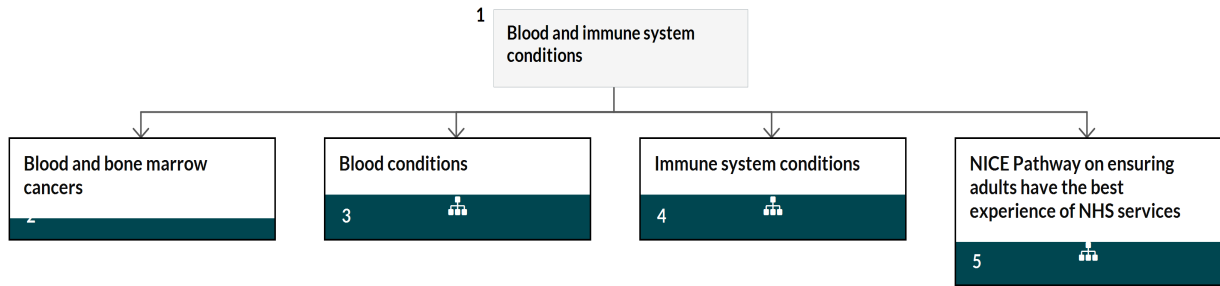 1
Blood and immune system
conditions
Blood and bone marrow
cancers
2
Blood conditions
3
Immune system conditions
4
NICE Pathway on ensuring
adults have the best
experience of NHS services
5